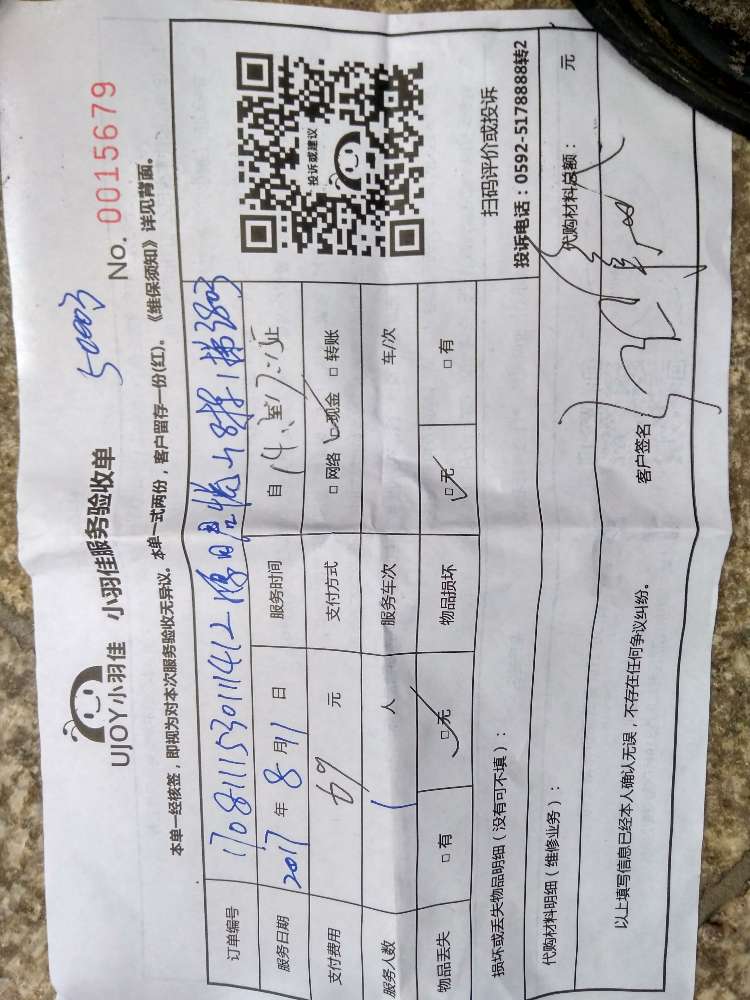 UJOY小羽佳 小羽佳服务验收单
50003
No. 0015679
本单一经核签，即视为对本次服务验收无异议。本单一式两份，客户留存一份(红)。《维保须知》详见背面。
订单编号 170811153011412
服务日期 2017 年 8 月 11 日 服务时间 自 14: 至 17:15 止
支付费用 69 元 支付方式 □ 网络 □ 现金 □ 转账
服务人数 1 人 服务车次 车/次
物品丢失 □ 有 □ 无 物品损坏 □ 无 □ 有
投诉或建议
扫码评价或投诉
投诉电话：0592-5178888转2
损坏或丢失物品明细（没有可不填）：
代购材料明细（维修业务）： 代购材料总额： 元
以上填写信息已经本人确认无误，不存在任何争议纠纷。 客户签名：